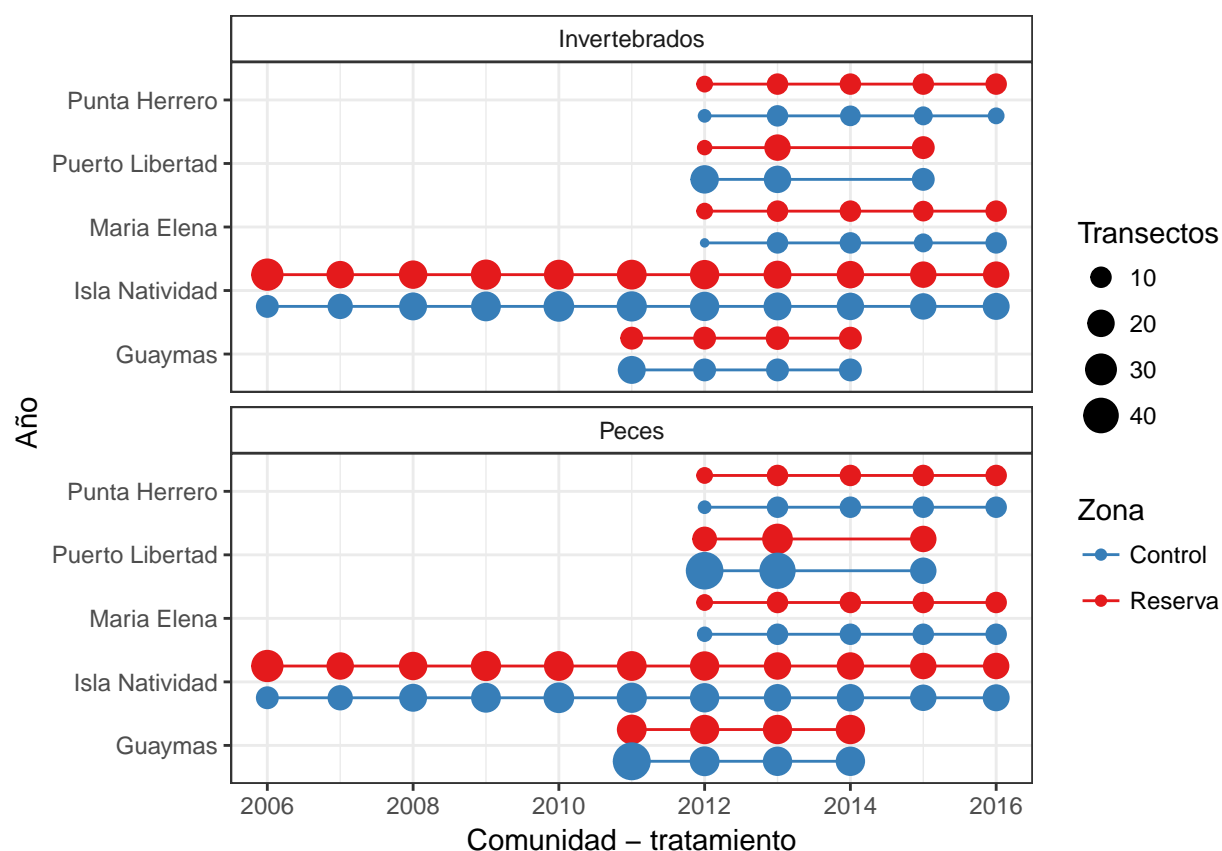 Invertebrados
Punta Herrero
Puerto Libertad
Maria Elena
Isla Natividad
Guaymas
Peces
Punta Herrero
Puerto Libertad
Maria Elena
Isla Natividad
Guaymas
2006 2008 2010 2012 2014 2016
Comunidad − tratamiento
Año
Transectos
10
20
30
40
Zona
Control
Reserva